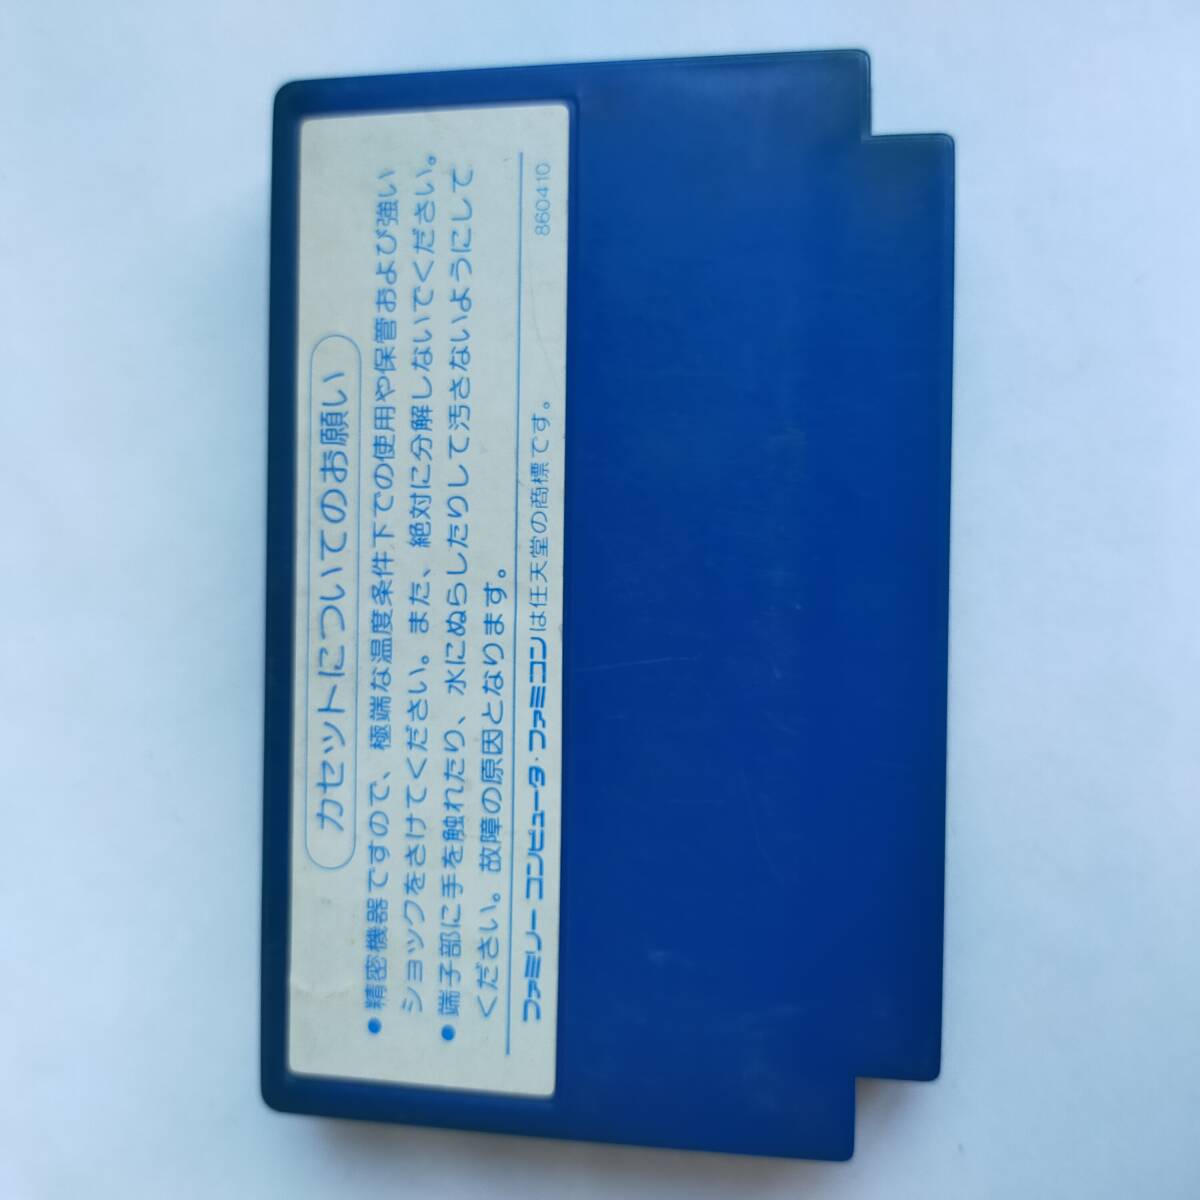 カセットについてのお願い
●精密機器ですので、極端な温度条件下での使用や保管および強い
ショックをさけてください。また、絶対に分解しないでください。
●端子部に手を触れたり、水にぬらしたりして汚さないようにして
ください。故障の原因となります。
ファミリーコンピュータ・ファミコンは任天堂の商標です。
860410